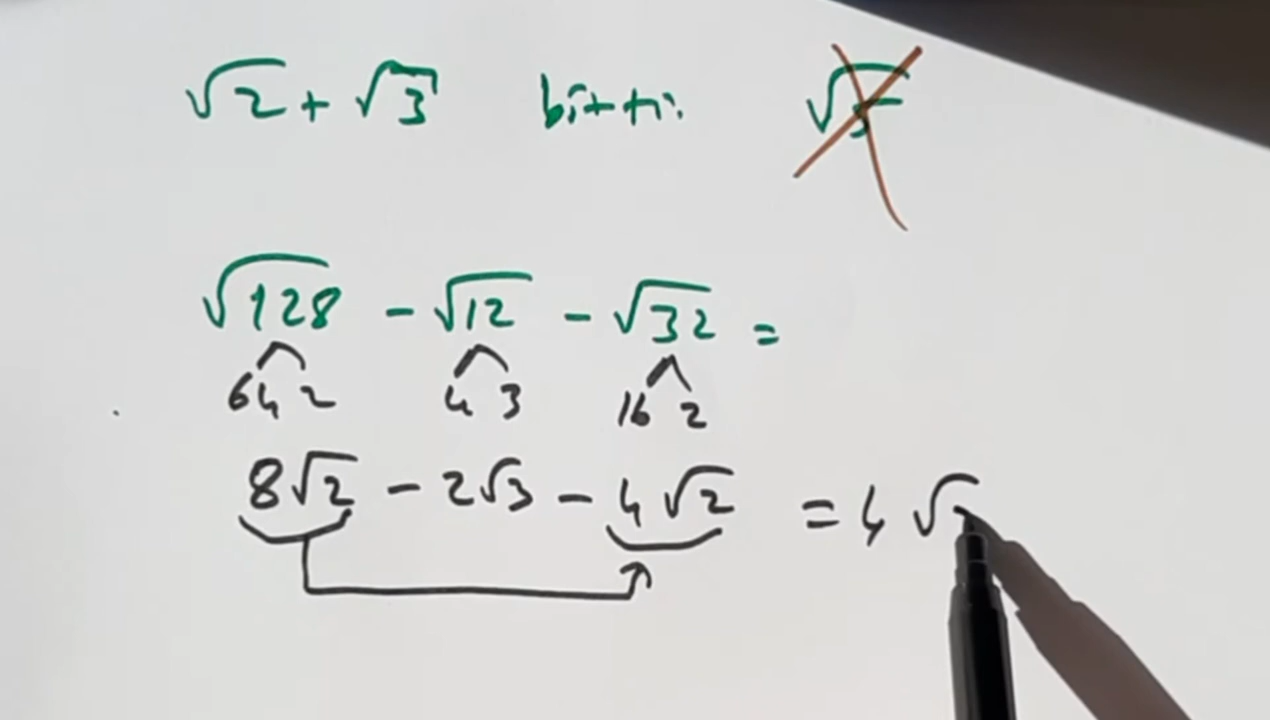 √2 + √3 bitti √5
√128 - √12 - √32 =
64 2 4 3 16 2
8√2 - 2√3 - 4√2 = 4√